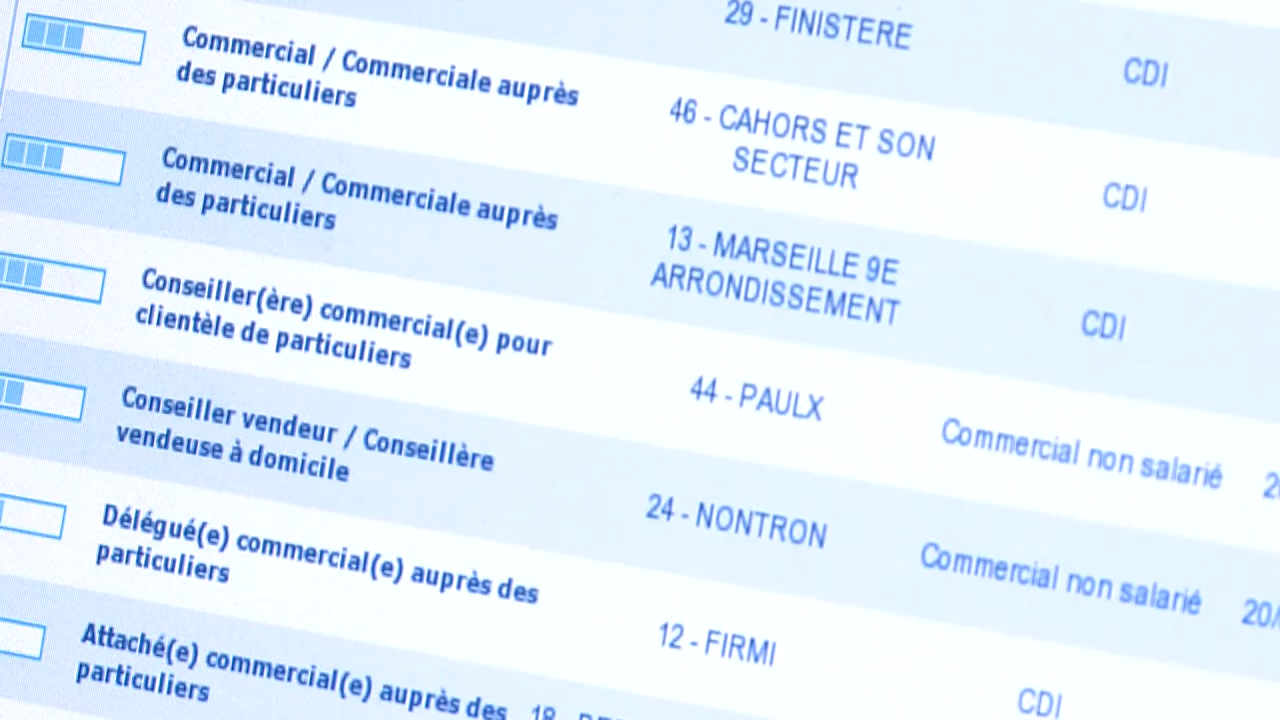 29 - FINISTERE
CDI
Commercial / Commerciale auprès
des particuliers
46 - CAHORS ET SON
SECTEUR
CDI
Commercial / Commerciale auprès
des particuliers
13 - MARSEILLE 9E
ARRONDISSEMENT
CDI
Conseiller(ère) commercial(e) pour
clientèle de particuliers
44 - PAULX
Commercial non salarié
Conseiller vendeur / Conseillère
vendeuse à domicile
24 - NONTRON
Commercial non salarié
20/
Délégué(e) commercial(e) auprès des
particuliers
12 - FIRMI
CDI
Attaché(e) commercial(e) auprès des
particuliers
18 -